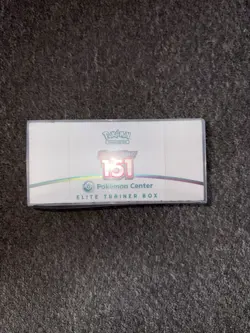 Pokémon
151
Pokémon Center
ELITE TRAINER BOX